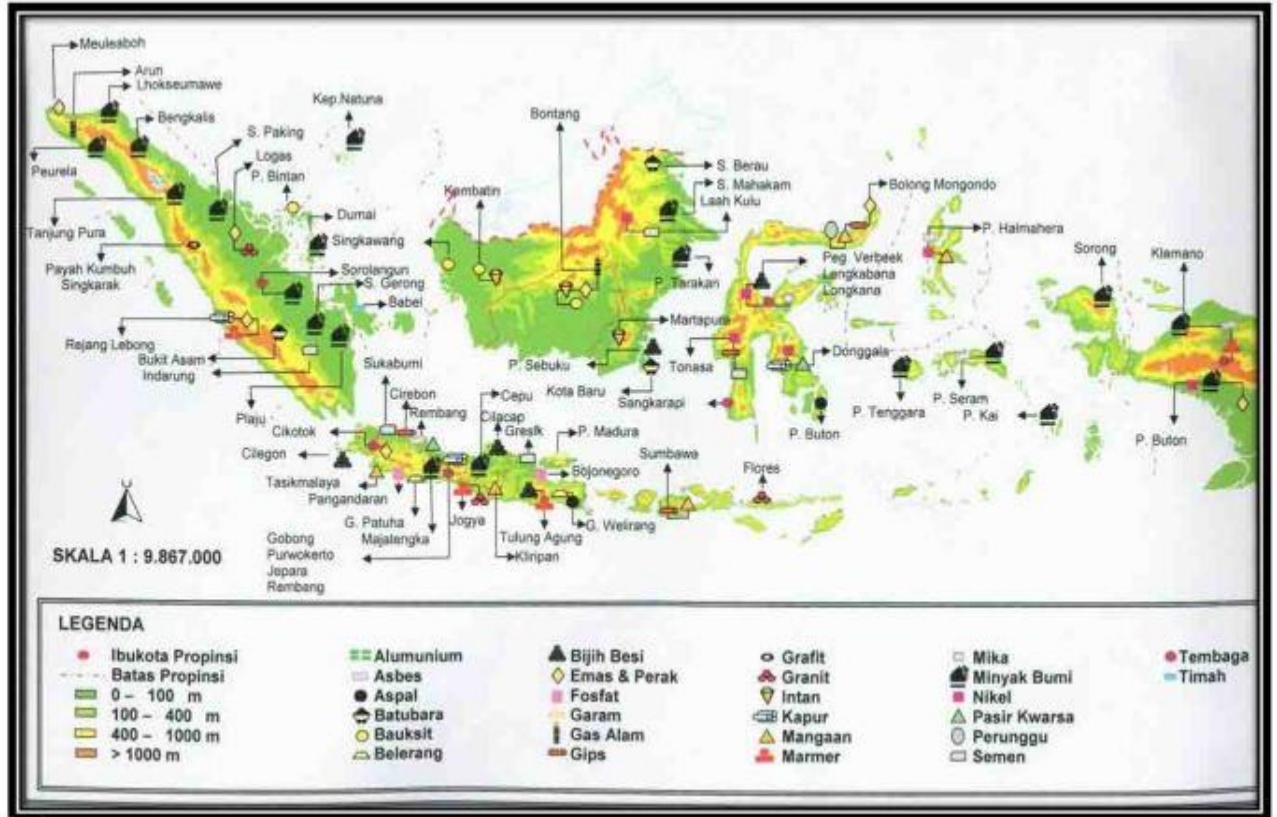 Meuleaboh
Arun
Lhokseumawe
Bengkalis
S. Paking
Logas
P. Bintan
Kep.Natuna
Bontang
Kembatin
S. Berau
S. Mahakam
Laah Kulu
Bolong Mongondo
P. Halmahera
Sorong
Klamano
Peurela
Tanjung Pura
Payah Kumbuh
Singkarak
Dumai
Singkawang
Sorolangun
S. Gerong
Babel
P. Tarakan
Peg Verbeek
Lengkabana
Longkana
Martapura
Rejang Lebong
Bukit Asam
Indarung
Plaju
Sukabumi
Cirebon
Rembang
Cepu
Cilacap
Gresik
P. Madura
P. Sebuku
Kota Baru
Tonasa
Sangkarapi
Donggala
P. Buton
P. Tenggara
P. Seram
P. Kai
P. Buton
Cikotok
Cilegon
Tasikmalaya
Pangandaran
G. Patuha
Majalengka
Jogya
Tulung Agung
Kliripan
Bojonegoro
G. Welirang
Sumbawa
Flores
Gobong
Purwokerto
Jepara
Rembang
SKALA 1 : 9.867.000
LEGENDA
Ibukota Propinsi
Batas Propinsi
0 – 100 m
100 – 400 m
400 – 1000 m
> 1000 m
Alumunium
Asbes
Aspal
Batubara
Bauksit
Belerang
Bijih Besi
Emas & Perak
Fosfat
Garam
Gas Alam
Gips
Grafit
Granit
Intan
Kapur
Mangaan
Marmer
Mika
Minyak Bumi
Nikel
Pasir Kwarsa
Perunggu
Semen
Tembaga
Timah